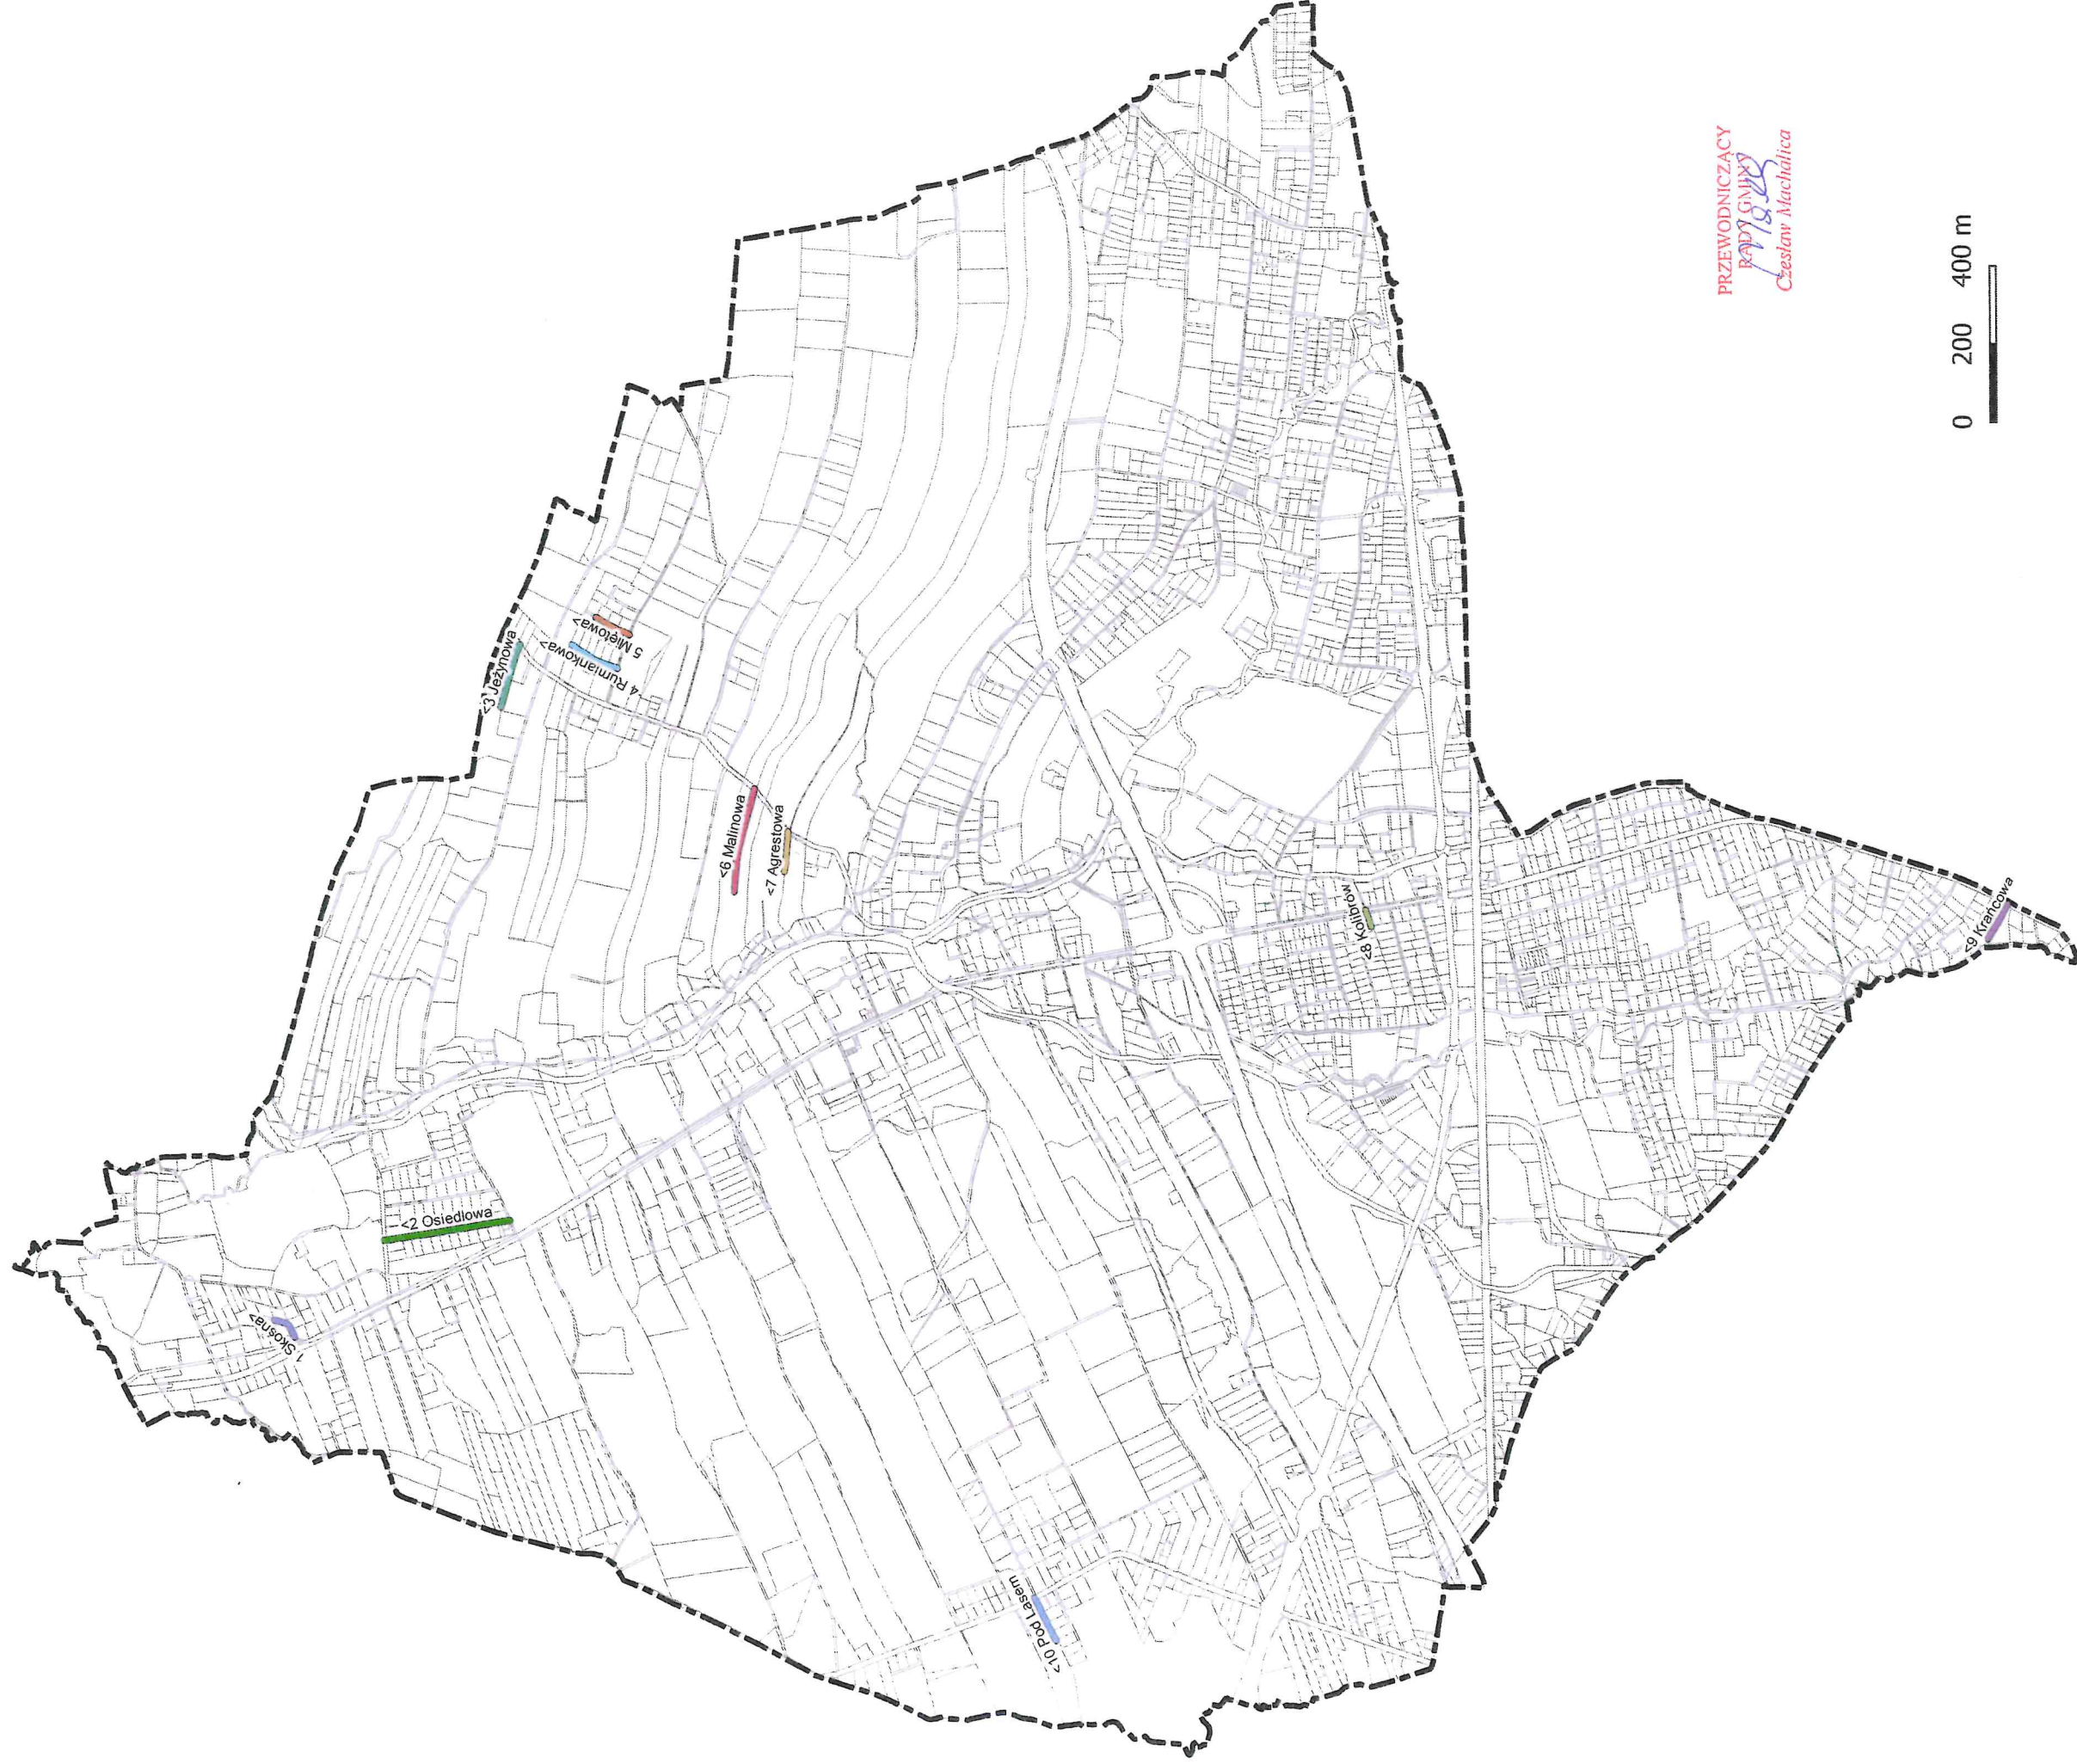 1 Skośna>
<2 Osiedlowa
<3 Jeżynowa
4 Rumiankowa>
5 Miętowa>
<6 Malinowa
<7 Agrestowa
<8 Kolibrów
<9 Krańcowa
<10 Pod Lasem
PRZEWODNICZĄCY
RADY GMINY
Czesław Machalica
0 200 400 m